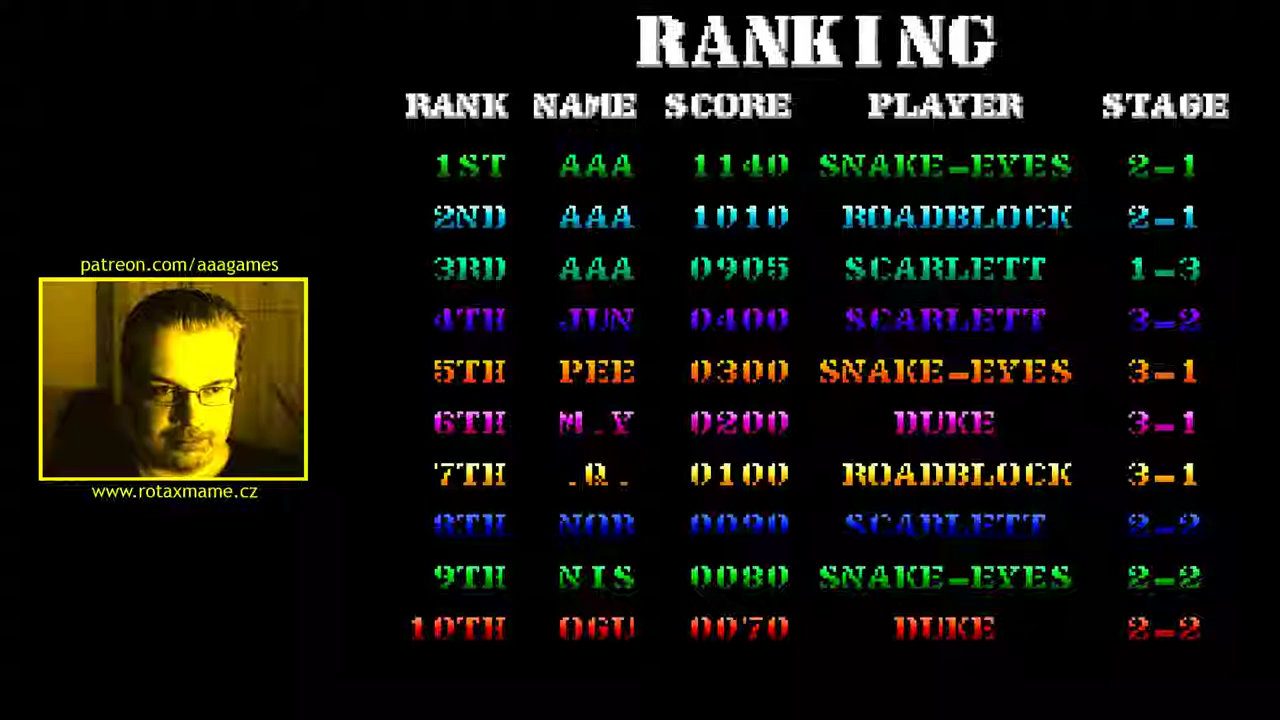 RANKING
RANK NAME SCORE PLAYER STAGE
1ST AAA 1140 SNAKE-EYES 2-1
2ND AAA 1010 ROADBLOCK 2-1
3RD AAA 0905 SCARLETT 1-3
4TH JUN 0400 SCARLETT 3-2
5TH PEE 0300 SNAKE-EYES 3-1
6TH M.Y 0200 DUKE 3-1
7TH .Q. 0100 ROADBLOCK 3-1
8TH NOB 0090 SCARLETT 2-2
9TH NIS 0080 SNAKE-EYES 2-2
10TH OGU 0070 DUKE 2-2
patreon.com/aaagames
www.rotaxmame.cz